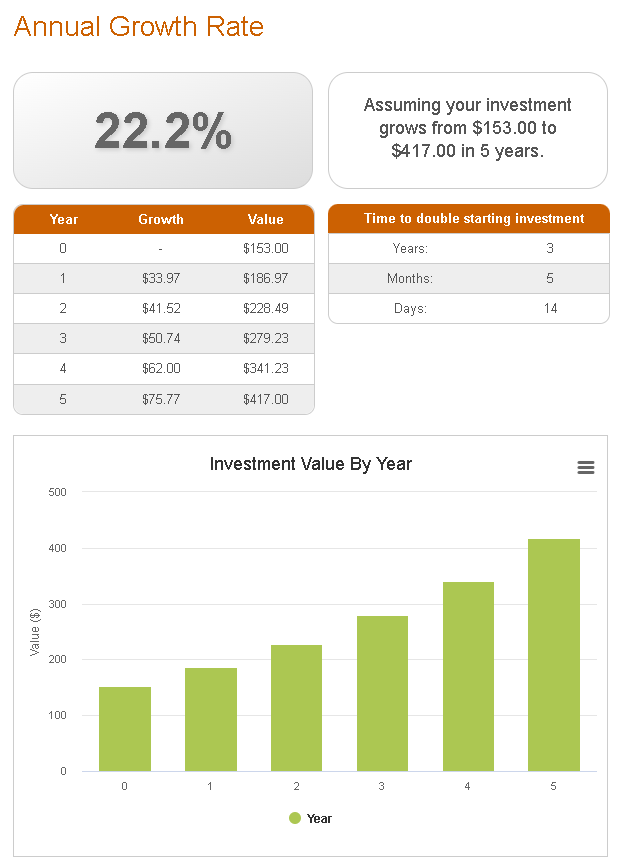 Annual Growth Rate
22.2%
Assuming your investment
grows from $153.00 to
$417.00 in 5 years.
Year Growth Value
0 - $153.00
1 $33.97 $186.97
2 $41.52 $228.49
3 $50.74 $279.23
4 $62.00 $341.23
5 $75.77 $417.00
Time to double starting investment
Years: 3
Months: 5
Days: 14
Investment Value By Year
Value ($)
500
400
300
200
100
0
0 1 2 3 4 5
Year